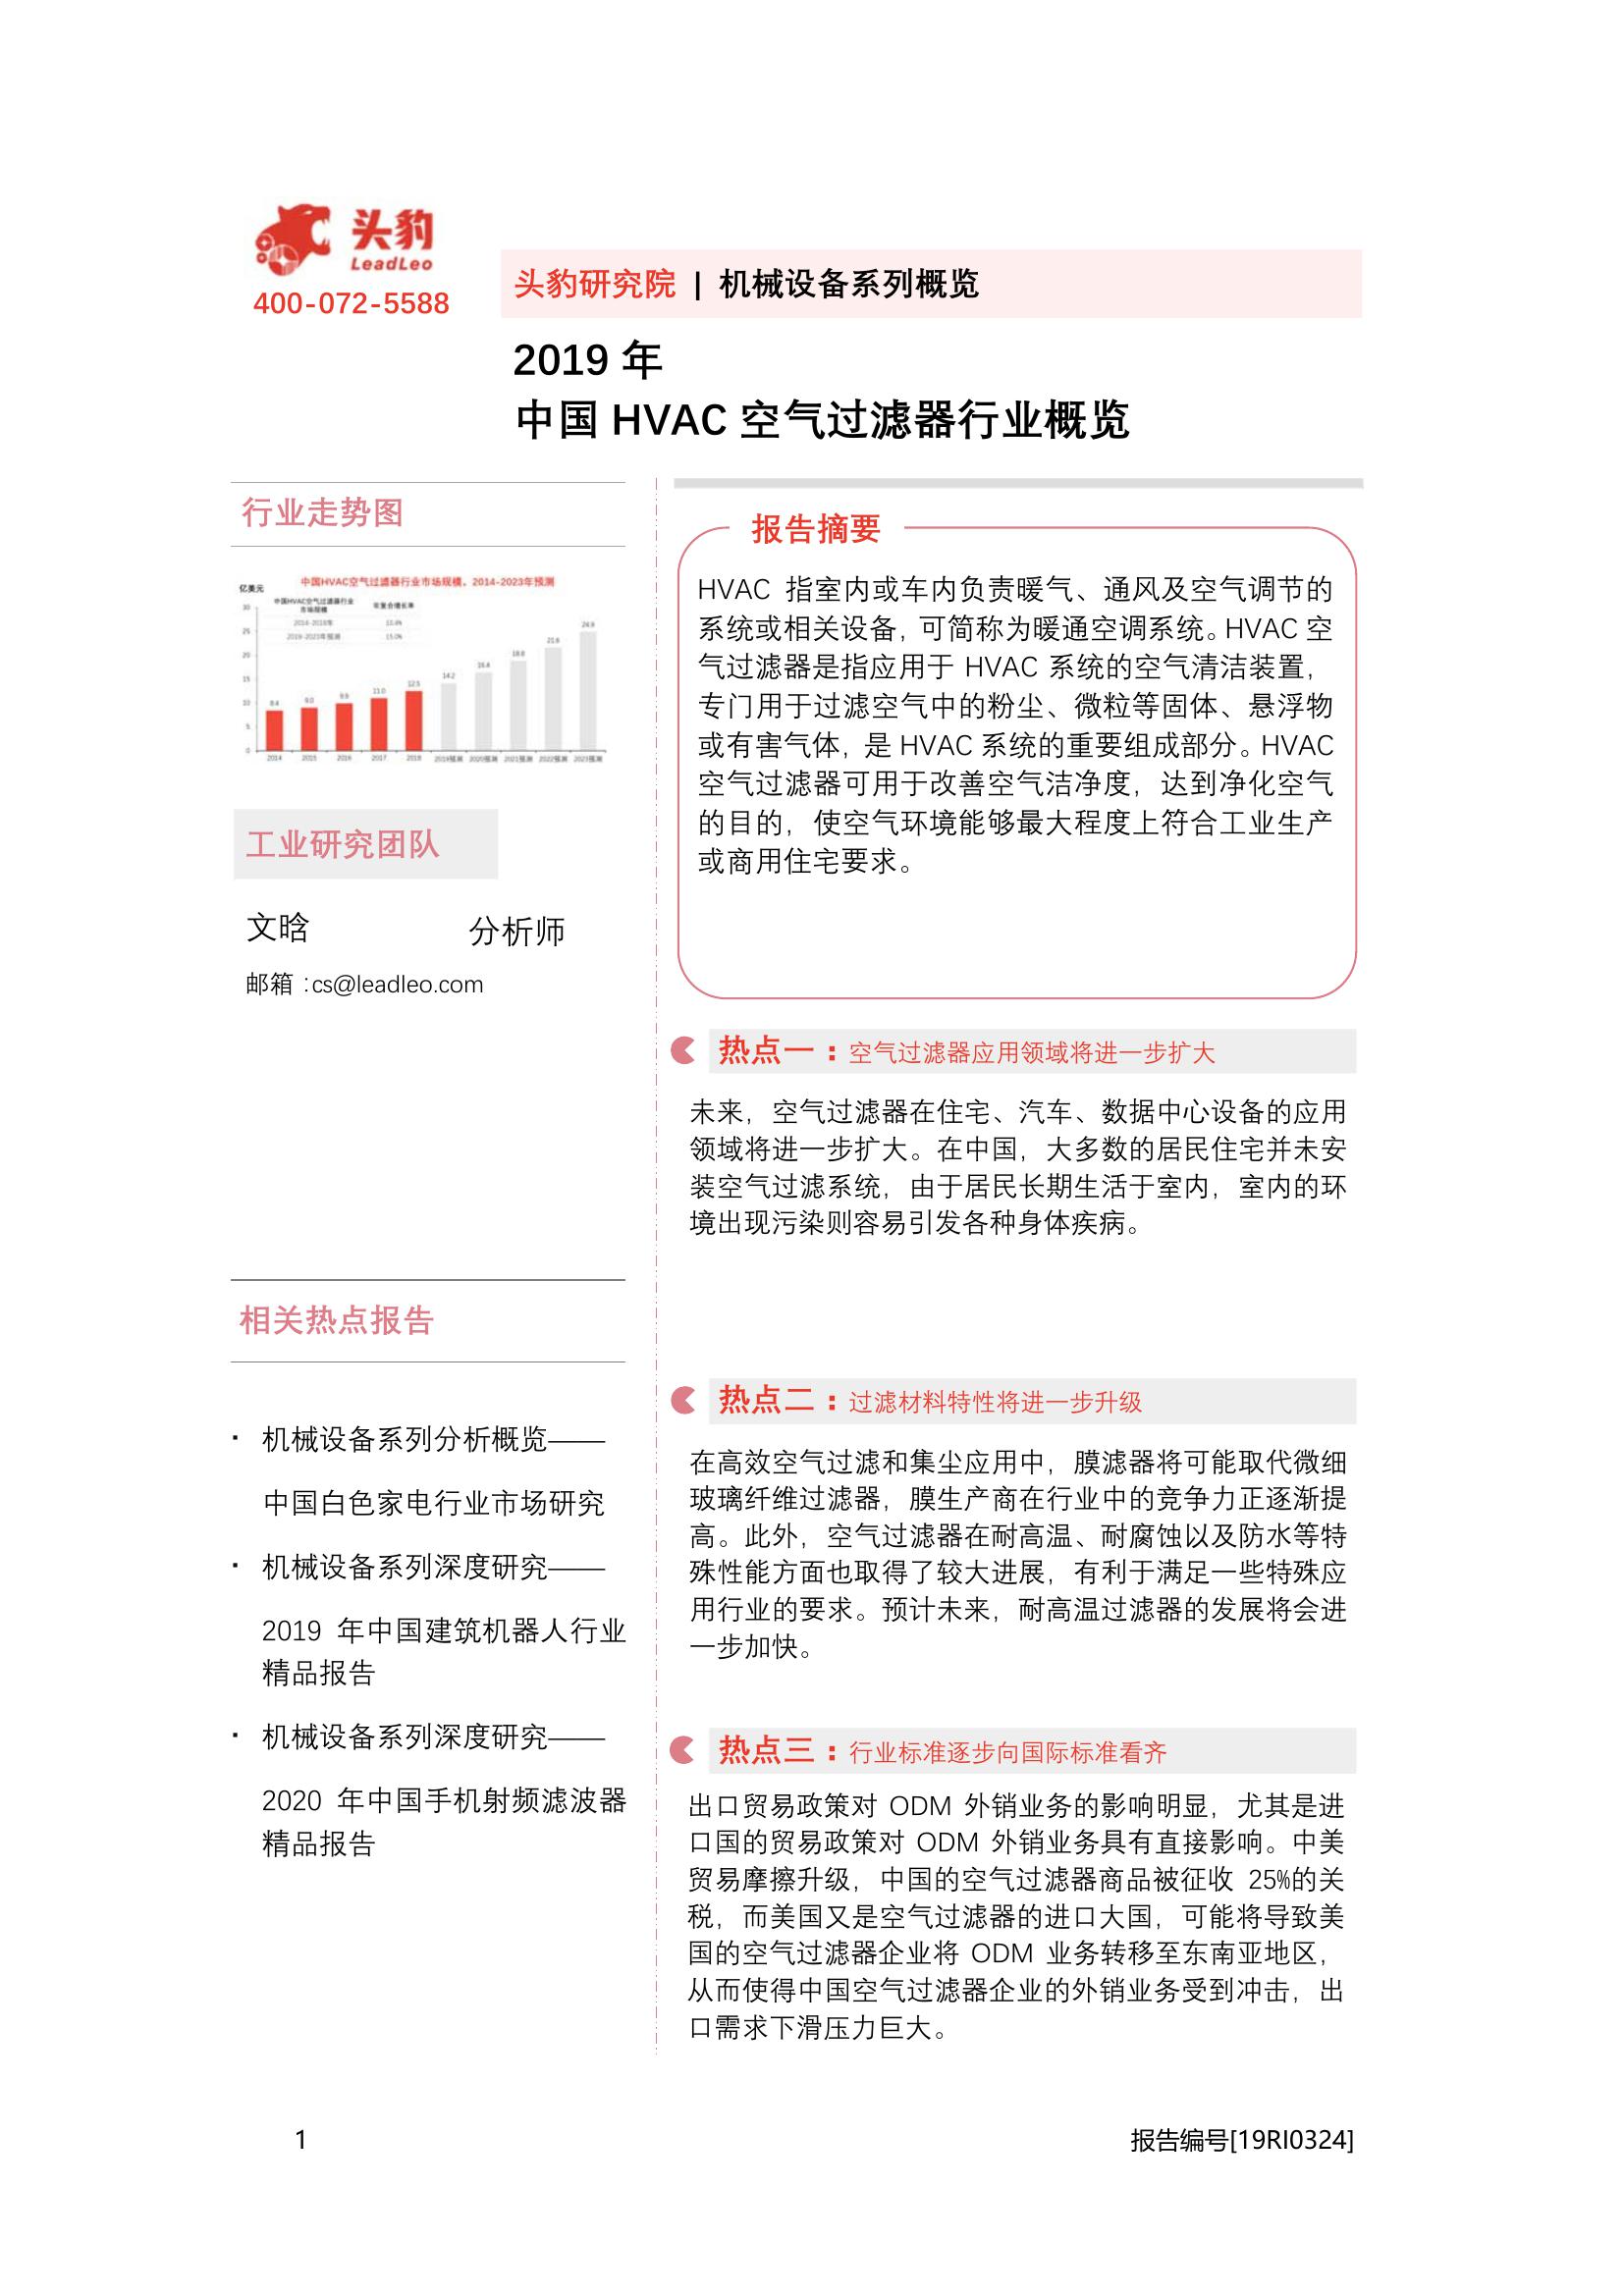 头豹
LeadLeo
400-072-5588
头豹研究院 | 机械设备系列概览
2019 年
中国 HVAC 空气过滤器行业概览
行业走势图
中国HVAC空气过滤器行业市场规模，2014-2023年预测
亿美元
中国HVAC空气过滤器行业
市场规模
年复合增长率
2014-2018年
2018-2023年预测 15.0%
30
25
20
15
10
5
0
8.4 9.0 9.9 11.0 12.5 14.2 16.4 18.8 21.6 24.9
2014 2015 2016 2017 2018 2019预测 2020预测 2021预测 2022预测 2023预测
工业研究团队
文晗 分析师
邮箱 :cs@leadleo.com
相关热点报告
· 机械设备系列分析概览——
中国白色家电行业市场研究
· 机械设备系列深度研究——
2019 年中国建筑机器人行业
精品报告
· 机械设备系列深度研究——
2020 年中国手机射频滤波器
精品报告
报告摘要
HVAC 指室内或车内负责暖气、通风及空气调节的
系统或相关设备，可简称为暖通空调系统。HVAC 空
气过滤器是指应用于 HVAC 系统的空气清洁装置，
专门用于过滤空气中的粉尘、微粒等固体、悬浮物
或有害气体，是 HVAC 系统的重要组成部分。HVAC
空气过滤器可用于改善空气洁净度，达到净化空气
的目的，使空气环境能够最大程度上符合工业生产
或商用住宅要求。
热点一：空气过滤器应用领域将进一步扩大
未来，空气过滤器在住宅、汽车、数据中心设备的应用
领域将进一步扩大。在中国，大多数的居民住宅并未安
装空气过滤系统，由于居民长期生活于室内，室内的环
境出现污染则容易引发各种身体疾病。
热点二：过滤材料特性将进一步升级
在高效空气过滤和集尘应用中，膜滤器将可能取代微细
玻璃纤维过滤器，膜生产商在行业中的竞争力正逐渐提
高。此外，空气过滤器在耐高温、耐腐蚀以及防水等特
殊性能方面也取得了较大进展，有利于满足一些特殊应
用行业的要求。预计未来，耐高温过滤器的发展将会进
一步加快。
热点三：行业标准逐步向国际标准看齐
出口贸易政策对 ODM 外销业务的影响明显，尤其是进
口国的贸易政策对 ODM 外销业务具有直接影响。中美
贸易摩擦升级，中国的空气过滤器商品被征收 25%的关
税，而美国又是空气过滤器的进口大国，可能将导致美
国的空气过滤器企业将 ODM 业务转移至东南亚地区，
从而使得中国空气过滤器企业的外销业务受到冲击，出
口需求下滑压力巨大。
1
报告编号[19RI0324]